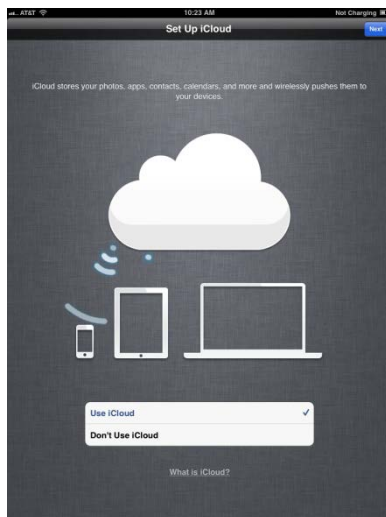 AT&T 10:23 AM Not Charging
Set Up iCloud Next
iCloud stores your photos, apps, contacts, calendars, and more and wirelessly pushes them to
your devices.
Use iCloud
Don't Use iCloud
What is iCloud?